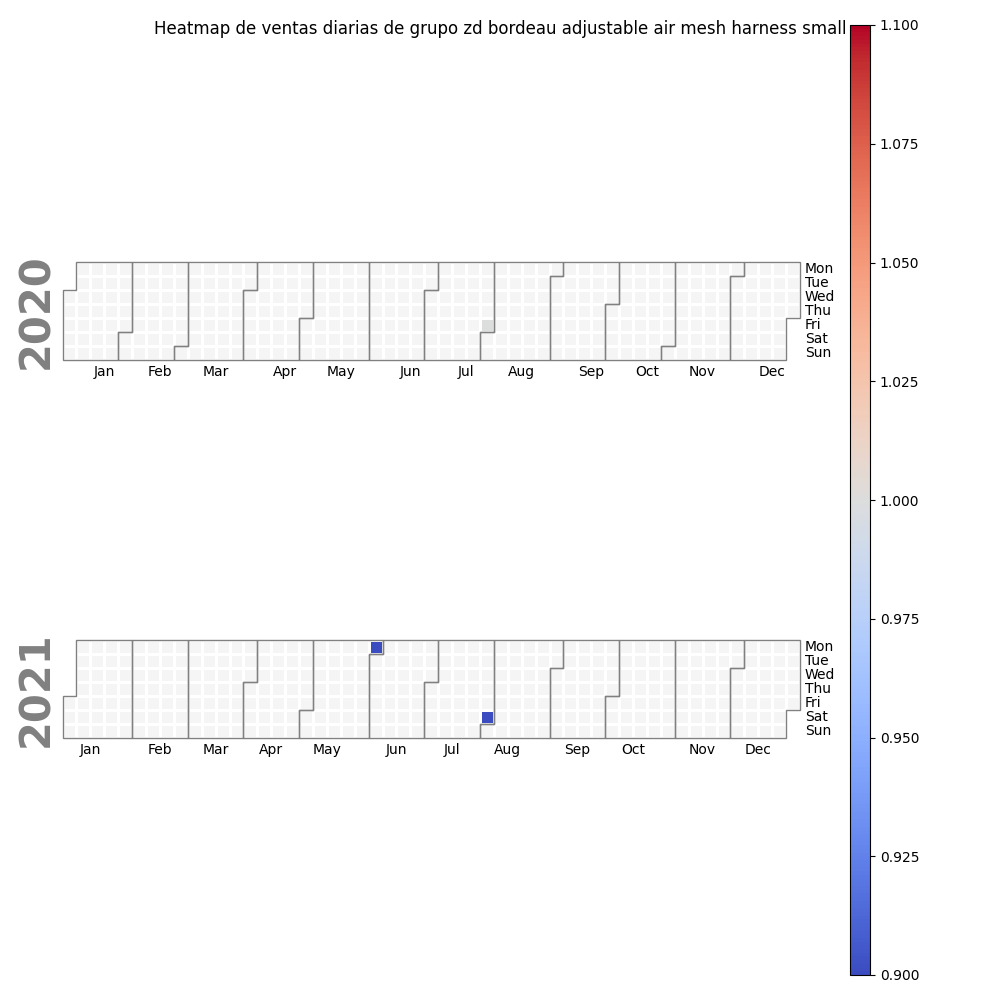 Heatmap de ventas diarias de grupo zd bordeau adjustable air mesh harness small
1.100
1.075
1.050
1.025
1.000
0.975
0.950
0.925
0.900
2020
Mon
Tue
Wed
Thu
Fri
Sat
Sun
Jan Feb Mar Apr May Jun Jul Aug Sep Oct Nov Dec
2021
Mon
Tue
Wed
Thu
Fri
Sat
Sun
Jan Feb Mar Apr May Jun Jul Aug Sep Oct Nov Dec